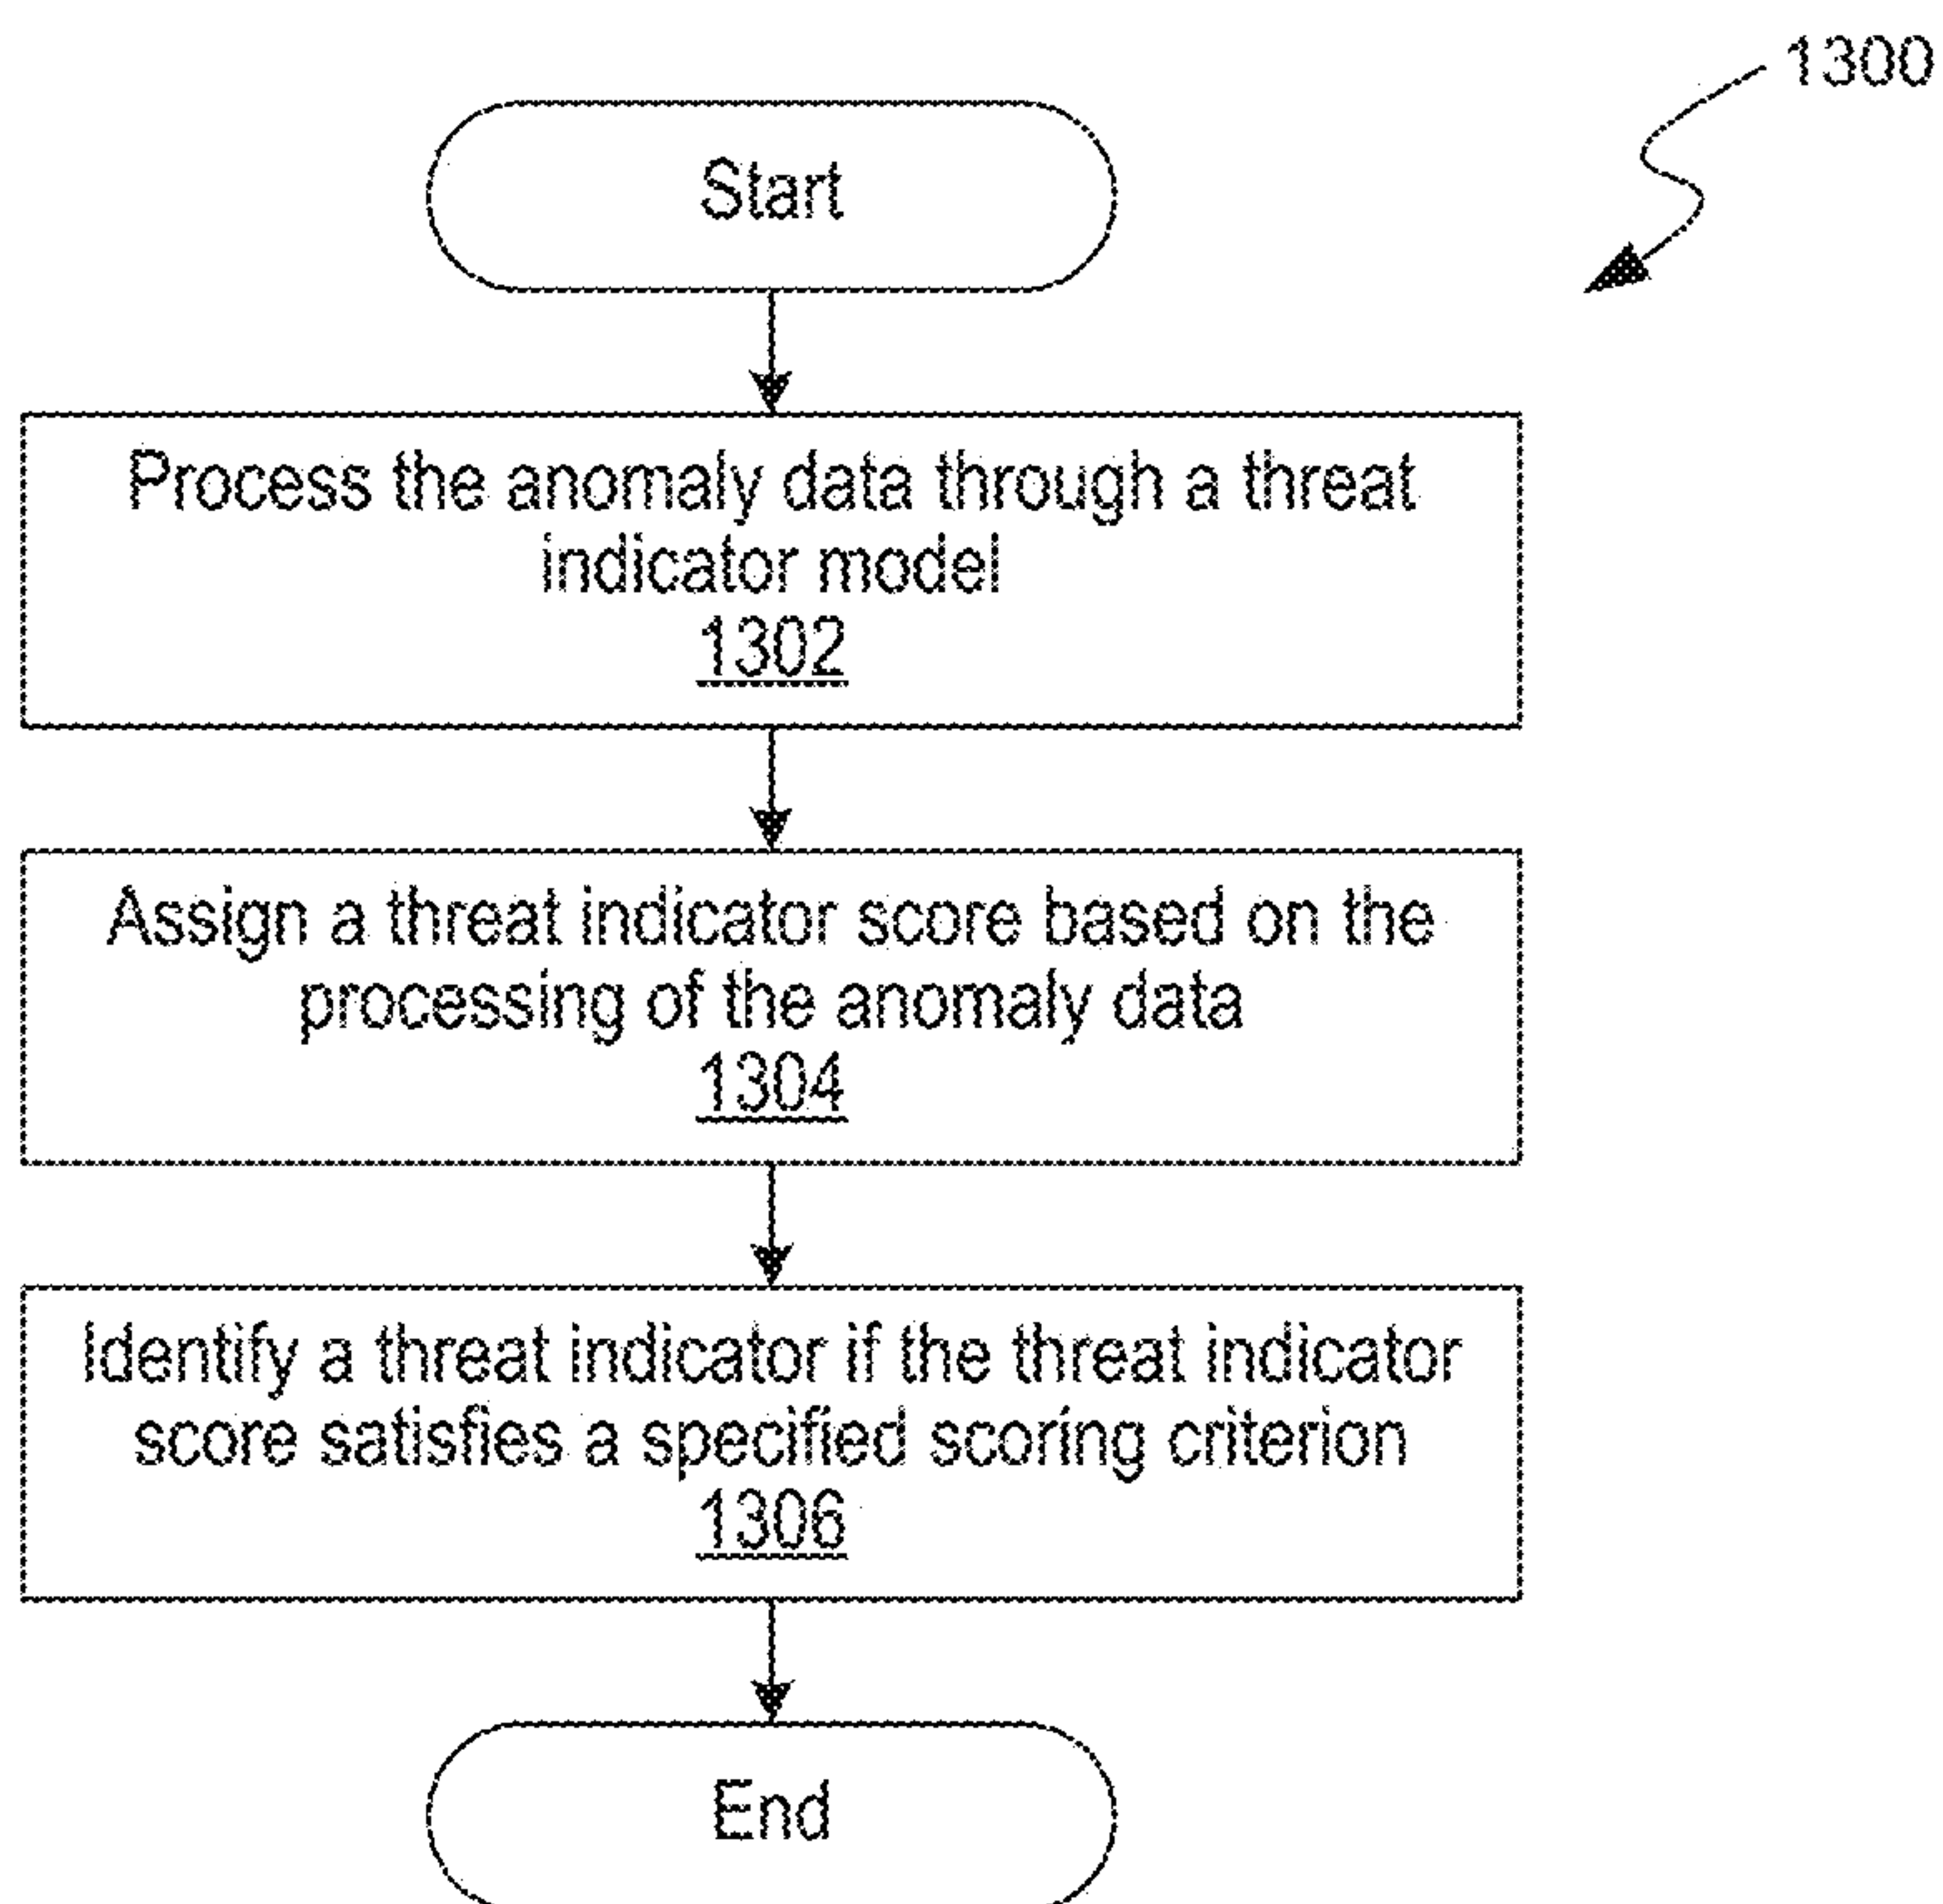 1300
Start
Process the anomaly data through a threat
indicator model
1302
Assign a threat indicator score based on the
processing of the anomaly data
1304
Identify a threat indicator if the threat indicator
score satisfies a specified scoring criterion
1306
End